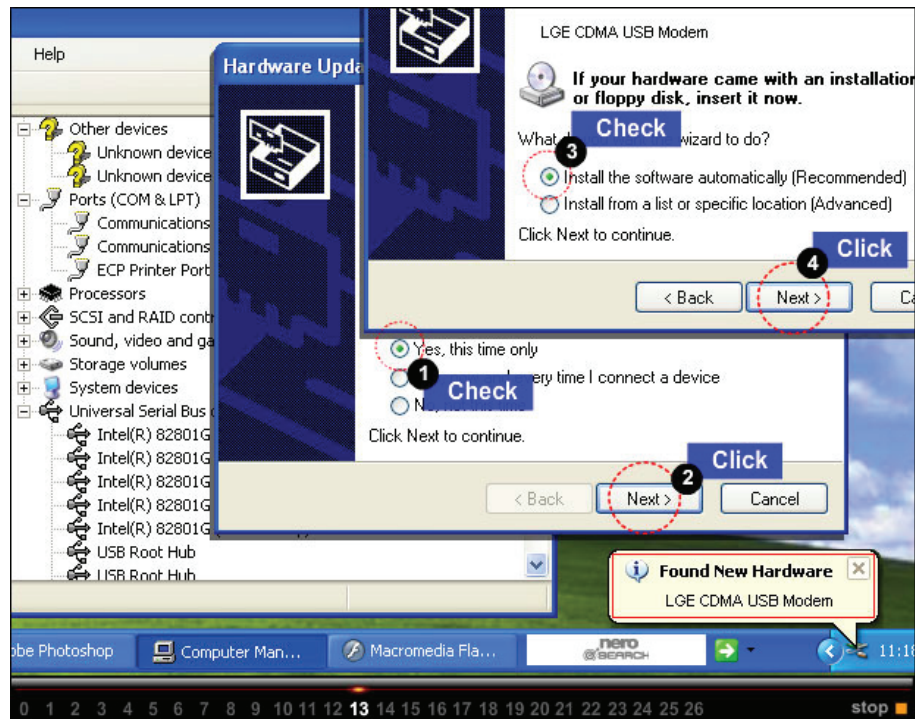 Help
Other devices
Unknown device
Unknown device
Ports (COM & LPT)
Communications
Communications
ECP Printer Port
Processors
SCSI and RAID contr
Sound, video and ga
Storage volumes
System devices
Universal Serial Bus
Intel(R) 82801G
Intel(R) 82801G
Intel(R) 82801G
Intel(R) 82801G
Intel(R) 82801G
USB Root Hub
USB Root Hub
Hardware Upda
LGE CDMA USB Modem
If your hardware came with an installation
or floppy disk, insert it now.
What wizard to do?
Check
3
Install the software automatically (Recommended)
Install from a list or specific location (Advanced)
Click Next to continue.
4
Click
< Back
Next >
Ca
Yes, this time only
1
Check
ery time I connect a device
Click Next to continue.
2
Click
< Back
Next >
Cancel
Found New Hardware
LGE CDMA USB Modem
obe Photoshop
Computer Man...
Macromedia Fla...
nero
SEARCH
11:18
0 1 2 3 4 5 6 7 8 9 10 11 12 13 14 15 16 17 18 19 20 21 22 23 24 25 26
stop